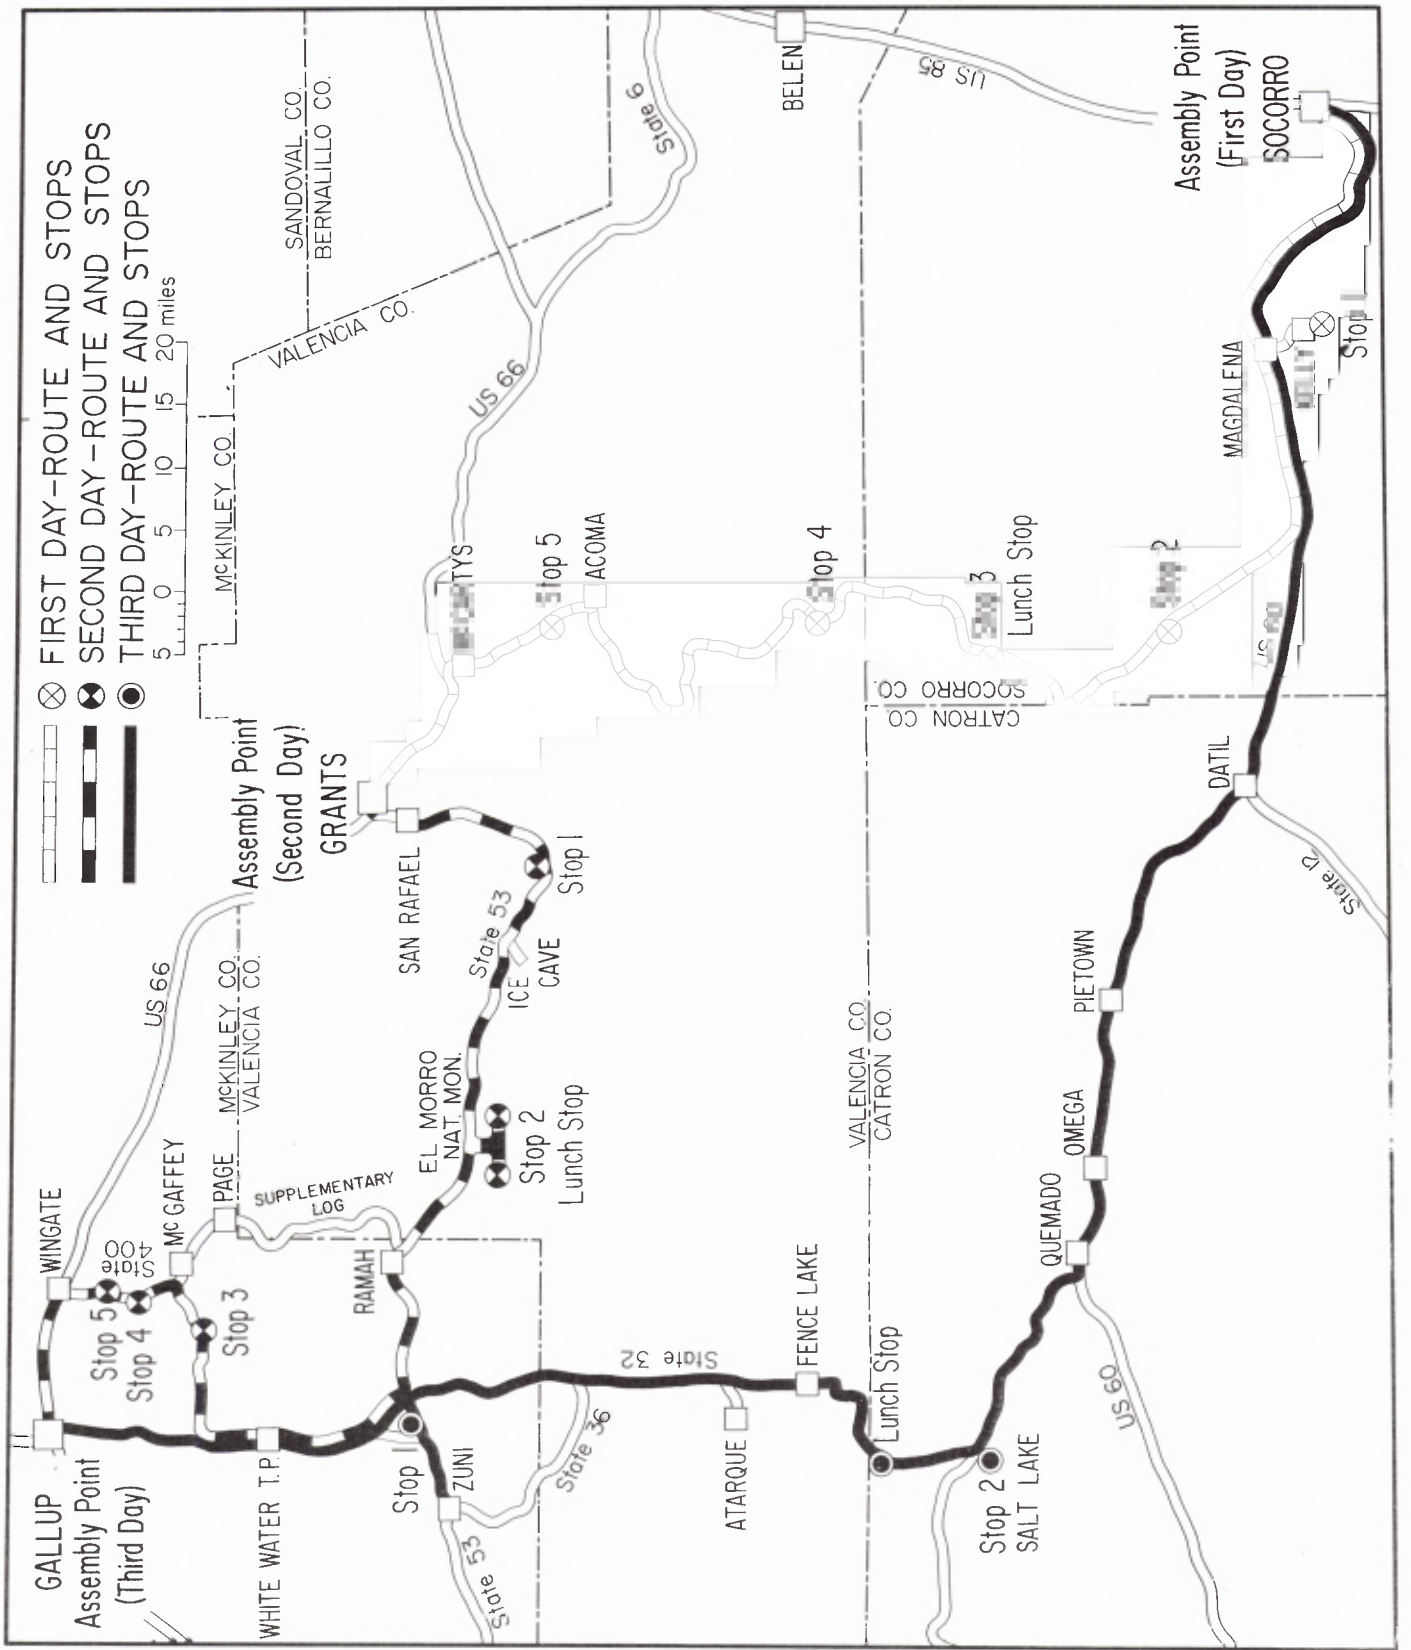 FIRST DAY-ROUTE AND STOPS
SECOND DAY-ROUTE AND STOPS
THIRD DAY-ROUTE AND STOPS
5 0 5 10 15 20 miles
SANDOVAL CO.
BERNALILLO CO.
VALENCIA CO.
McKINLEY CO.
State 6
US 66
BELEN
US 85
Assembly Point
(First Day)
SOCORRO
MAGDALENA
Stop 1
ACOMA
Stop 5
Stop 4
Lunch Stop
SOCORRO CO.
CATRON CO.
DATIL
State 12
Assembly Point
(Second Day)
GRANTS
SAN RAFAEL
Stop 1
State 53
ICE
CAVE
US 66
McKINLEY CO.
VALENCIA CO.
EL MORRO
NAT. MON.
Stop 2
Lunch Stop
VALENCIA CO.
CATRON CO.
PIETOWN
OMEGA
QUEMADO
US 60
WINGATE
State
400
McGAFFEY
PAGE
SUPPLEMENTARY
LOG
RAMAH
Stop 5
Stop 4
Stop 3
GALLUP
Assembly Point
(Third Day)
WHITE WATER T.P.
Stop 1
ZUNI
State 53
State 36
State 32
ATARQUE
FENCE LAKE
Lunch Stop
Stop 2
SALT LAKE